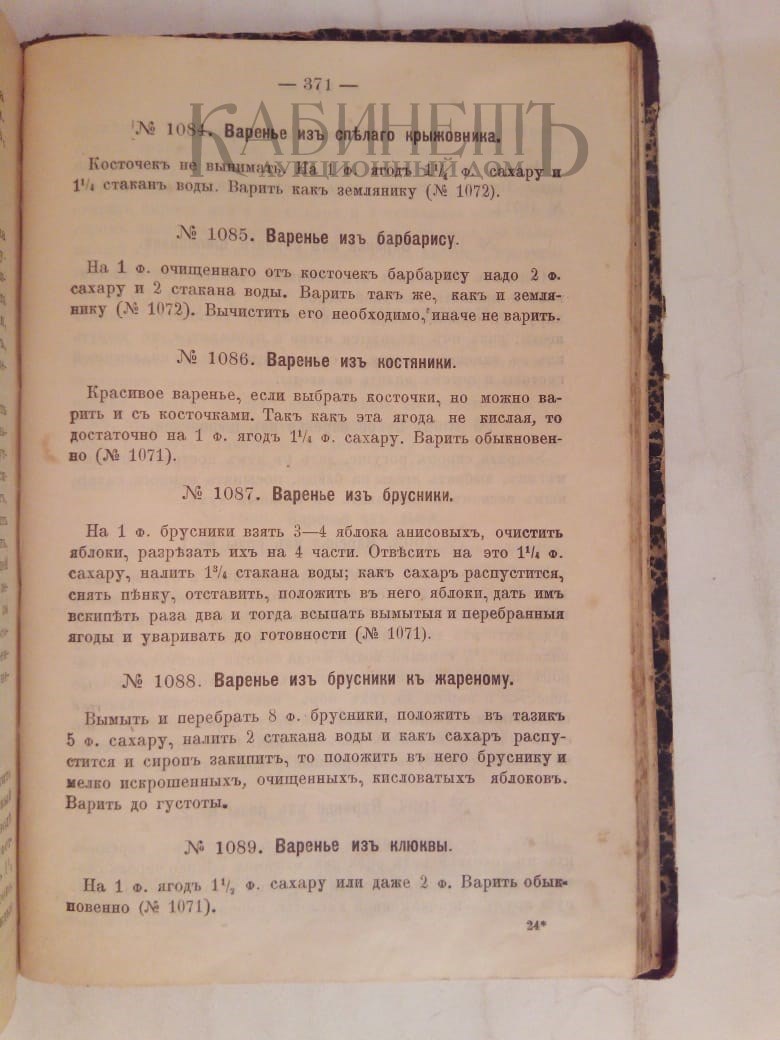 — 371 —
КАБИНЕТЪ
АУКЦИОННЫЙ ДОМ
№ 1084. Варенье изъ спѣлаго крыжовника.
Косточекъ не вынимать. На 1 ф. ягодъ 1¹/₄ ф. сахару и
1¹/₄ стаканъ воды. Варить какъ землянику (№ 1072).
№ 1085. Варенье изъ барбарису.
На 1 ф. очищеннаго отъ косточекъ барбарису надо 2 ф.
сахару и 2 стакана воды. Варить такъ же, какъ и земля-
нику (№ 1072). Вычистить его необходимо, иначе не варить.
№ 1086. Варенье изъ костяники.
Красивое варенье, если выбрать косточки, но можно ва-
рить и съ косточками. Такъ какъ эта ягода не кислая, то
достаточно на 1 ф. ягодъ 1¹/₄ ф. сахару. Варить обыкновен-
но (№ 1071).
№ 1087. Варенье изъ брусники.
На 1 ф. брусники взять 3—4 яблока анисовыхъ, очистить
яблоки, разрѣзать ихъ на 4 части. Отвѣсить на это 1¹/₄ ф.
сахару, налить 1³/₄ стакана воды; какъ сахаръ распустится,
снять пѣнку, отставить, положить въ него яблоки, дать имъ
вскипѣть раза два и тогда всыпать вымытыя и перебранныя
ягоды и уваривать до готовности (№ 1071).
№ 1088. Варенье изъ брусники къ жареному.
Вымыть и перебрать 8 ф. брусники, положить въ тазикъ
5 ф. сахару, налить 2 стакана воды и какъ сахаръ распу-
стится и сиропъ закипитъ, то положить въ него бруснику и
мелко искрошенныхъ, очищенныхъ, кисловатыхъ яблоковъ.
Варить до густоты.
№ 1089. Варенье изъ клюквы.
На 1 ф. ягодъ 1¹/₂ ф. сахару или даже 2 ф. Варить обык-
новенно (№ 1071).
24*